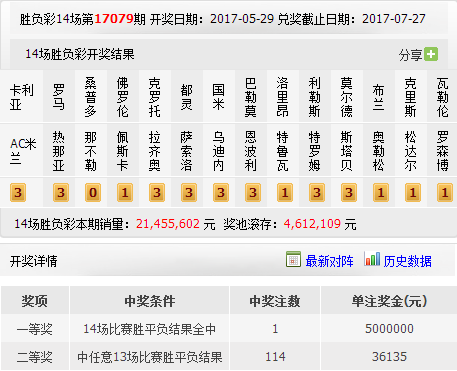 胜负彩14场第17079期 开奖日期：2017-05-29 兑奖截止日期：2017-07-27
14场胜负彩开奖结果 分享
卡利亚 罗马 桑普多 佛罗伦 克罗托 都灵 国米 巴勒莫 洛里昂 利勒斯 莫尔德 布兰 克里斯 瓦勒伦
AC米兰 热那亚 那不勒 佩斯卡 拉齐奥 萨索洛 乌迪内 恩波利 特鲁瓦 特罗姆 斯塔贝 奥勒松 松达尔 罗森博
3 3 0 1 3 3 3 3 1 3 3 1 1 1
14场胜负彩本期销量：21,455,602 元 奖池滚存：4,612,109 元
开奖详情 最新对阵 历史数据
奖项 中奖条件 中奖注数 单注奖金(元)
一等奖 14场比赛胜平负结果全中 1 5000000
二等奖 中任意13场比赛胜平负结果 114 36135